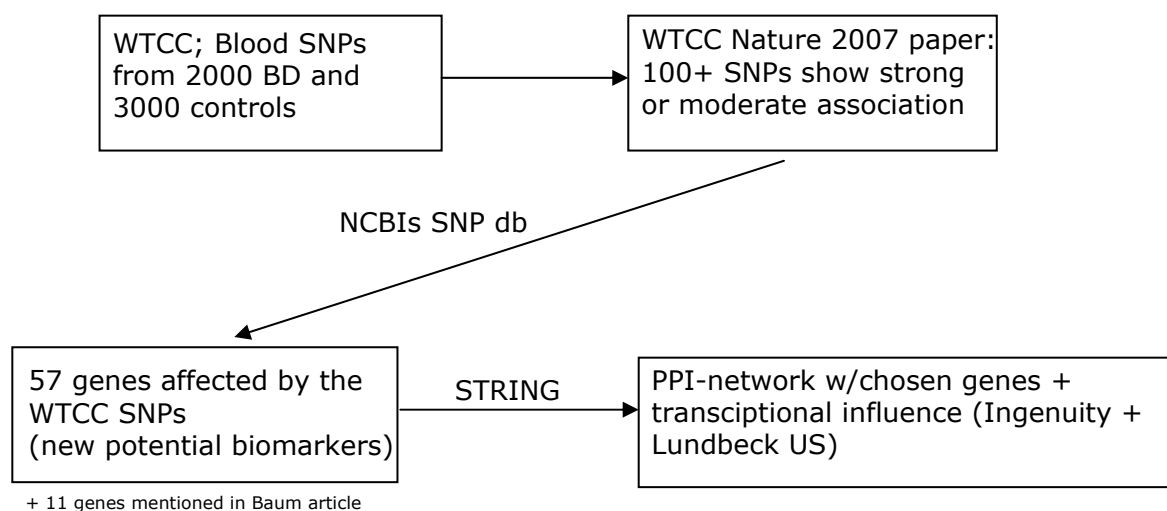 WTCC; Blood SNPs
from 2000 BD and
3000 controls
WTCC Nature 2007 paper:
100+ SNPs show strong
or moderate association
NCBIs SNP db
57 genes affected by the
WTCC SNPs
(new potential biomarkers)
+ 11 genes mentioned in Baum article
STRING
PPI-network w/chosen genes +
transciptional influence (Ingenuity +
Lundbeck US)